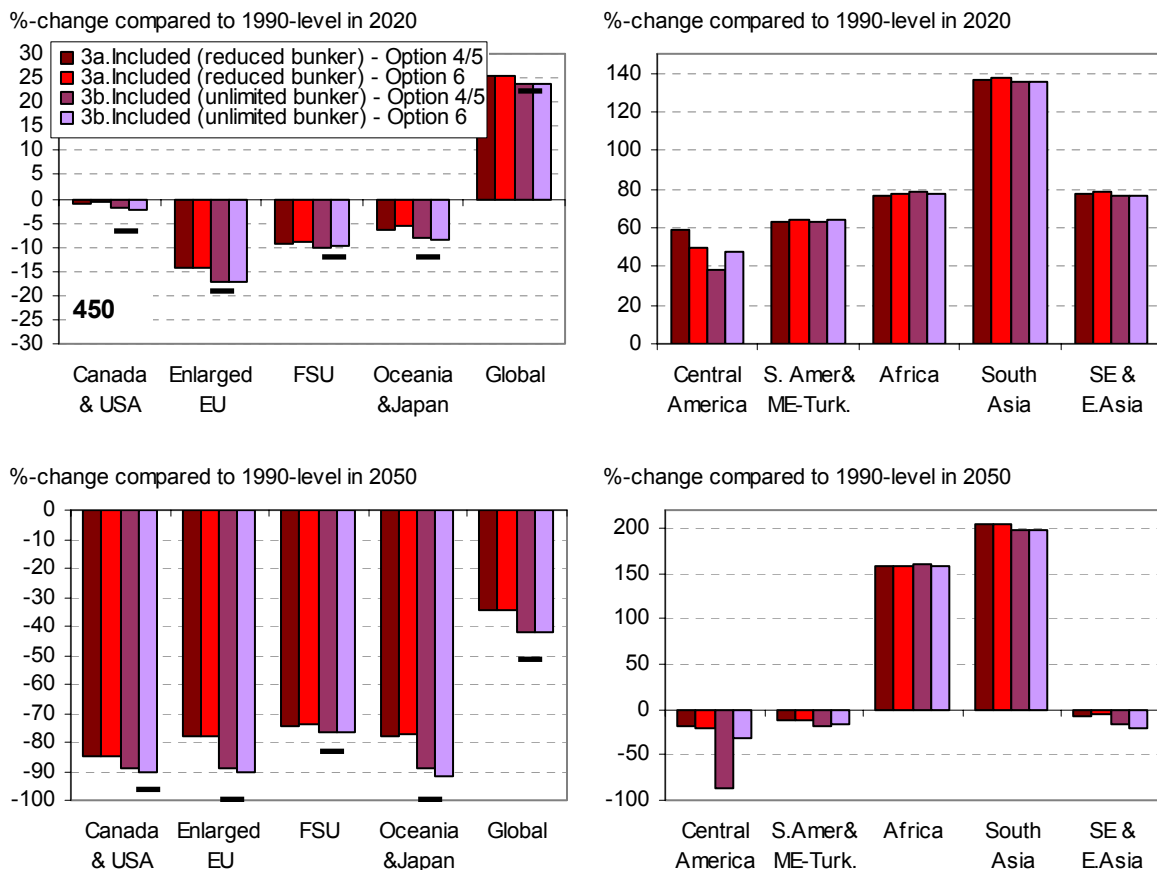 %-change compared to 1990-level in 2020
30
25
20
15
10
5
0
-5
-10
-15
-20
-25
-30
3a.Included (reduced bunker) - Option 4/5
3a.Included (reduced bunker) - Option 6
3b.Included (unlimited bunker) - Option 4/5
3b.Included (unlimited bunker) - Option 6
450
Canada & USA
Enlarged EU
FSU
Oceania &Japan
Global
%-change compared to 1990-level in 2020
140
120
100
80
60
40
20
0
Central America
S. Amer& ME-Turk.
Africa
South Asia
SE & E.Asia
%-change compared to 1990-level in 2050
0
-10
-20
-30
-40
-50
-60
-70
-80
-90
-100
Canada & USA
Enlarged EU
FSU
Oceania &Japan
Global
%-change compared to 1990-level in 2050
200
150
100
50
0
-50
-100
Central America
S.Amer& ME-Turk.
Africa
South Asia
SE & E.Asia